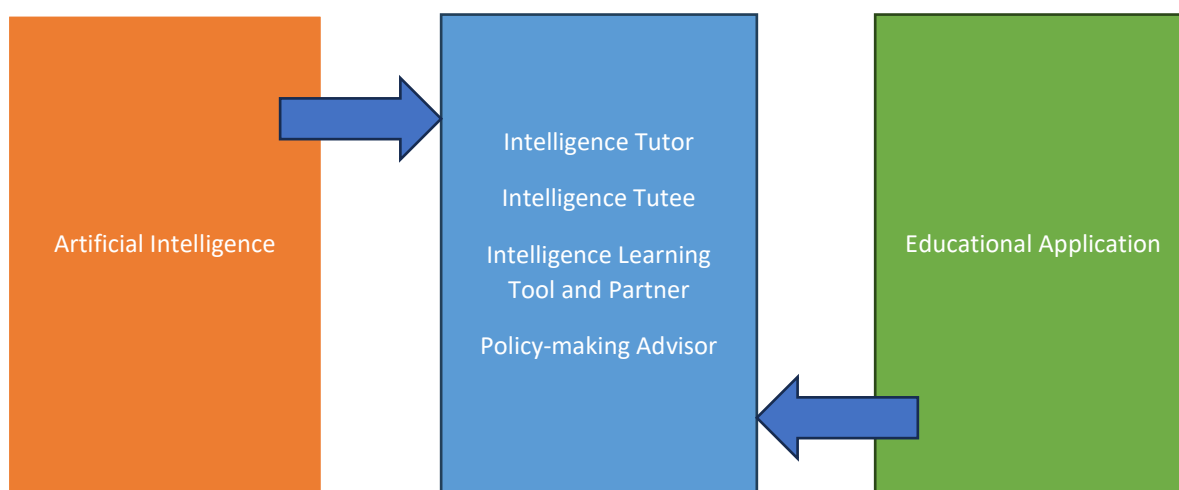 Artificial Intelligence
Intelligence Tutor
Intelligence Tutee
Intelligence Learning
Tool and Partner
Policy-making Advisor
Educational Application